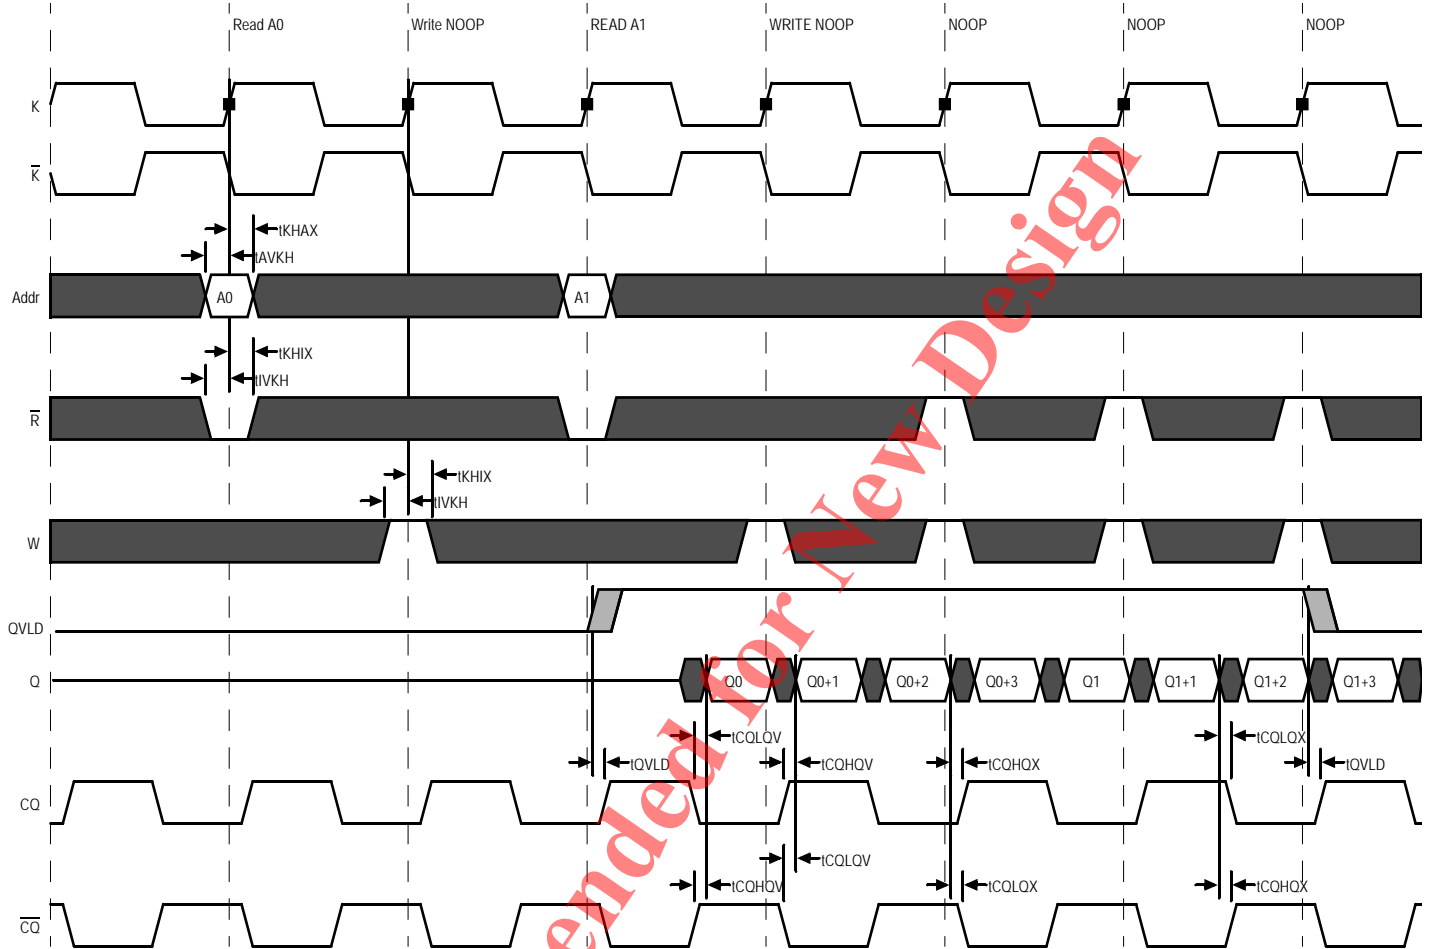 Read A0 Write NOOP READ A1 WRITE NOOP NOOP NOOP NOOP
K
K
tKHAX
tAVKH
Addr A0 A1
tKHIX
tIVKH
R
tKHIX
tIVKH
W
QVLD
Q Q0 Q0+1 Q0+2 Q0+3 Q1 Q1+1 Q1+2 Q1+3
tCQLQV tCQLQX
tQVLD tCQHQV tCQHQX tQVLD
CQ
tCQLQV
tCQHQV tCQLQX tCQHQX
CQ
ended for New Design